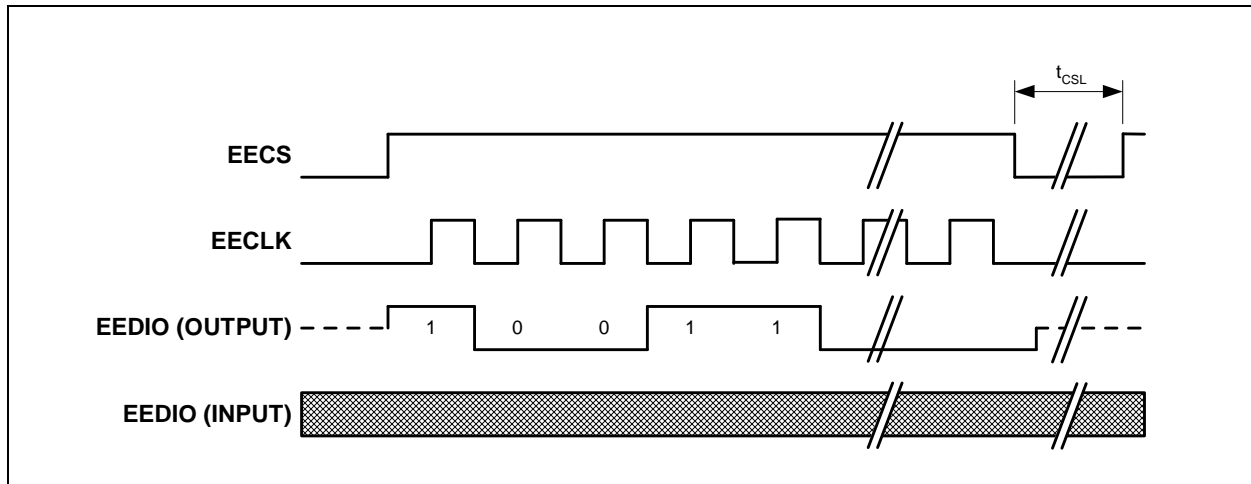 tCSL
EECS
EECLK
EEDIO (OUTPUT)
1 0 0 1 1
EEDIO (INPUT)